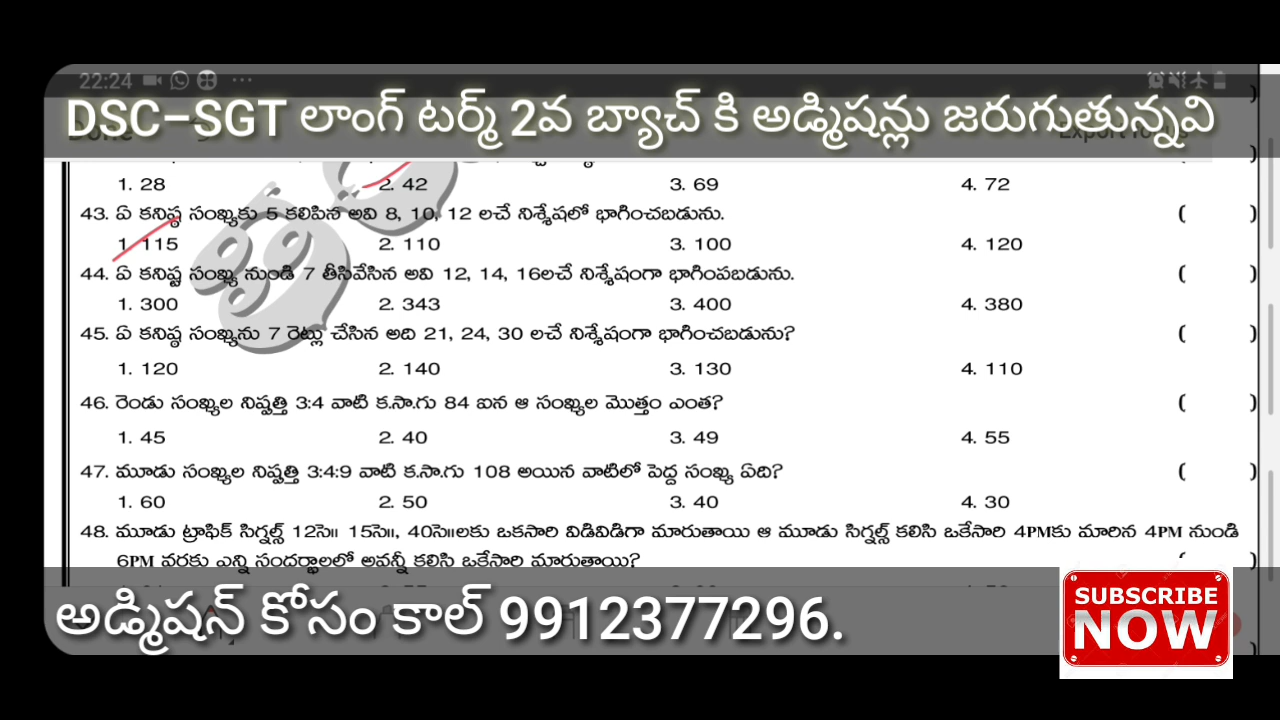 22:24
DSC–SGT లాంగ్ టర్మ్ 2వ బ్యాచ్ కి అడ్మిషన్లు జరుగుతున్నవి
1. 28 2. 42 3. 69 4. 72
43. ఏ కనిష్ఠ సంఖ్యకు 5 కలిపిన అవి 8, 10, 12 లచే నిశ్శేషలో భాగించబడును. ( )
1. 115 2. 110 3. 100 4. 120
44. ఏ కనిష్ట సంఖ్య నుండి 7 తీసివేసిన అవి 12, 14, 16లచే నిశ్శేషంగా భాగింపబడును. ( )
1. 300 2. 343 3. 400 4. 380
45. ఏ కనిష్ఠ సంఖ్యను 7 రెట్లు చేసిన అది 21, 24, 30 లచే నిశ్శేషంగా భాగించబడును? ( )
1. 120 2. 140 3. 130 4. 110
46. రెండు సంఖ్యల నిష్పత్తి 3:4 వాటి క.సా.గు 84 ఐన ఆ సంఖ్యల మొత్తం ఎంత? ( )
1. 45 2. 40 3. 49 4. 55
47. మూడు సంఖ్యల నిష్పత్తి 3:4:9 వాటి క.సా.గు 108 అయిన వాటిలో పెద్ద సంఖ్య ఏది? ( )
1. 60 2. 50 3. 40 4. 30
48. మూడు ట్రాఫిక్ సిగ్నల్స్ 12సె॥ 15సె॥, 40సె॥లకు ఒకసారి విడివిడిగా మారుతాయి ఆ మూడు సిగ్నల్స్ కలిసి ఒకేసారి 4PMకు మారిన 4PM నుండి
6PM వరకు ఎన్ని సందర్భాలలో అవన్నీ కలిసి ఒకేసారి మారుతాయి? ( )
అడ్మిషన్ కోసం కాల్ 9912377296.
SUBSCRIBE
NOW